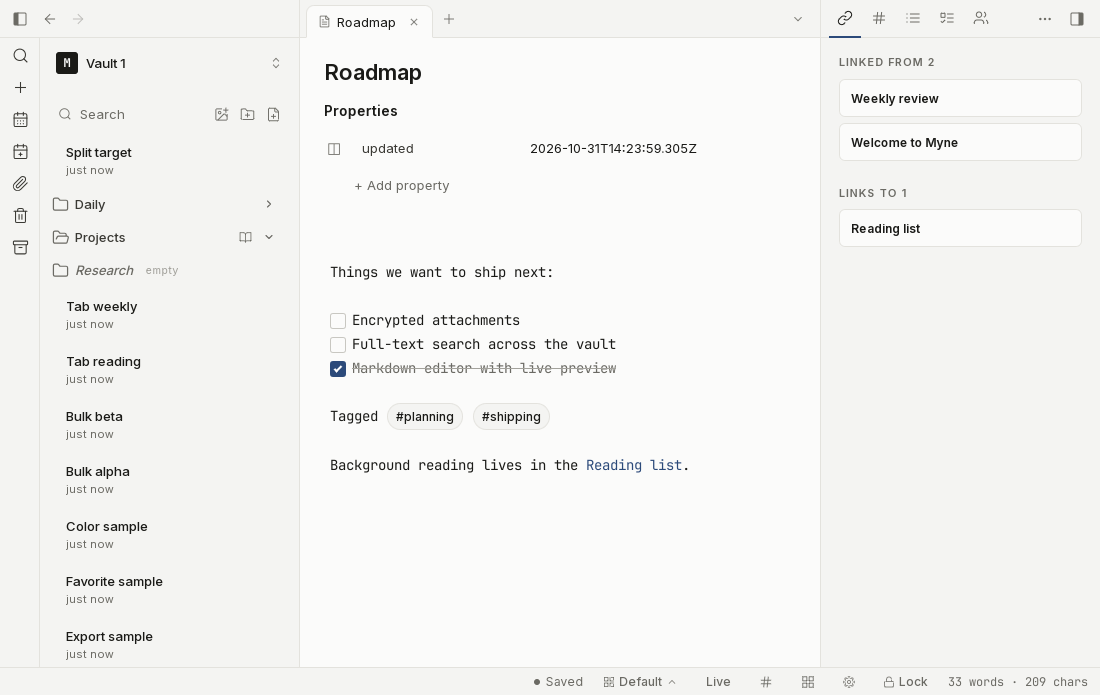 Roadmap
M Vault 1
Search
Split target
just now
Daily
Projects
Research empty
Tab weekly
just now
Tab reading
just now
Bulk beta
just now
Bulk alpha
just now
Color sample
just now
Favorite sample
just now
Export sample
just now
Roadmap
Properties
updated 2026-10-31T14:23:59.305Z
+ Add property
Things we want to ship next:
Encrypted attachments
Full-text search across the vault
Markdown editor with live preview
Tagged #planning #shipping
Background reading lives in the Reading list.
LINKED FROM 2
Weekly review
Welcome to Myne
LINKS TO 1
Reading list
Saved Default Live Lock 33 words · 209 chars